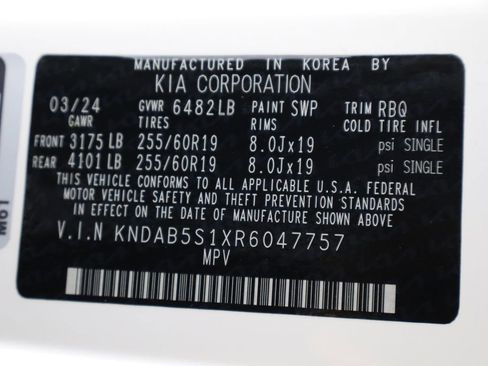 MANUFACTURED IN KOREA BY
KIA CORPORATION
03/24 GVWR 6482LB PAINT SWP TRIM RBQ
GAWR TIRES RIMS COLD TIRE INFL
FRONT 3175 LB 255/60R19 8.0Jx19 psi SINGLE
REAR 4101 LB 255/60R19 8.0Jx19 psi SINGLE
THIS VEHICLE CONFORMS TO ALL APPLICABLE FEDERAL
MOTOR VEHICLE SAFETY AND THEFT PREVENTION STANDARDS
IN EFFECT ON THE DATE OF MANUFACTURE SHOWN ABOVE.
V.I.N KNDAB5S1XR6047757
MPV
M61